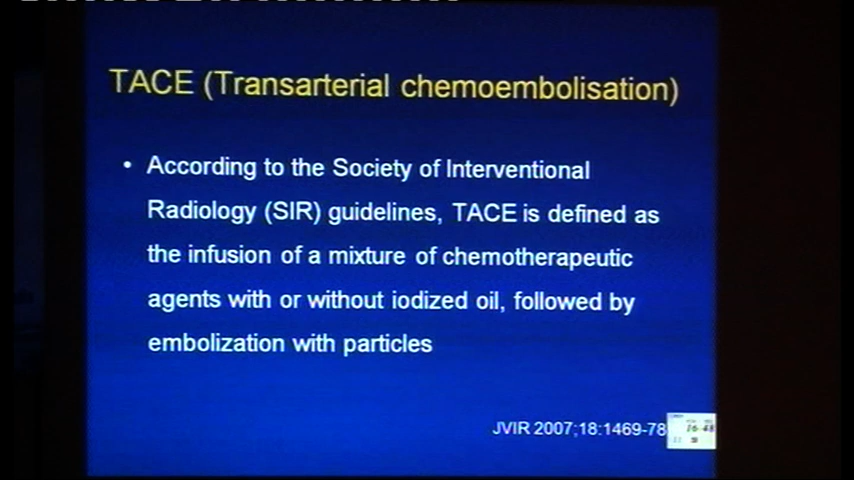 TACE (Transarterial chemoembolisation)
• According to the Society of Interventional
Radiology (SIR) guidelines, TACE is defined as
the infusion of a mixture of chemotherapeutic
agents with or without iodized oil, followed by
embolization with particles
JVIR 2007;18:1469-78
16:48